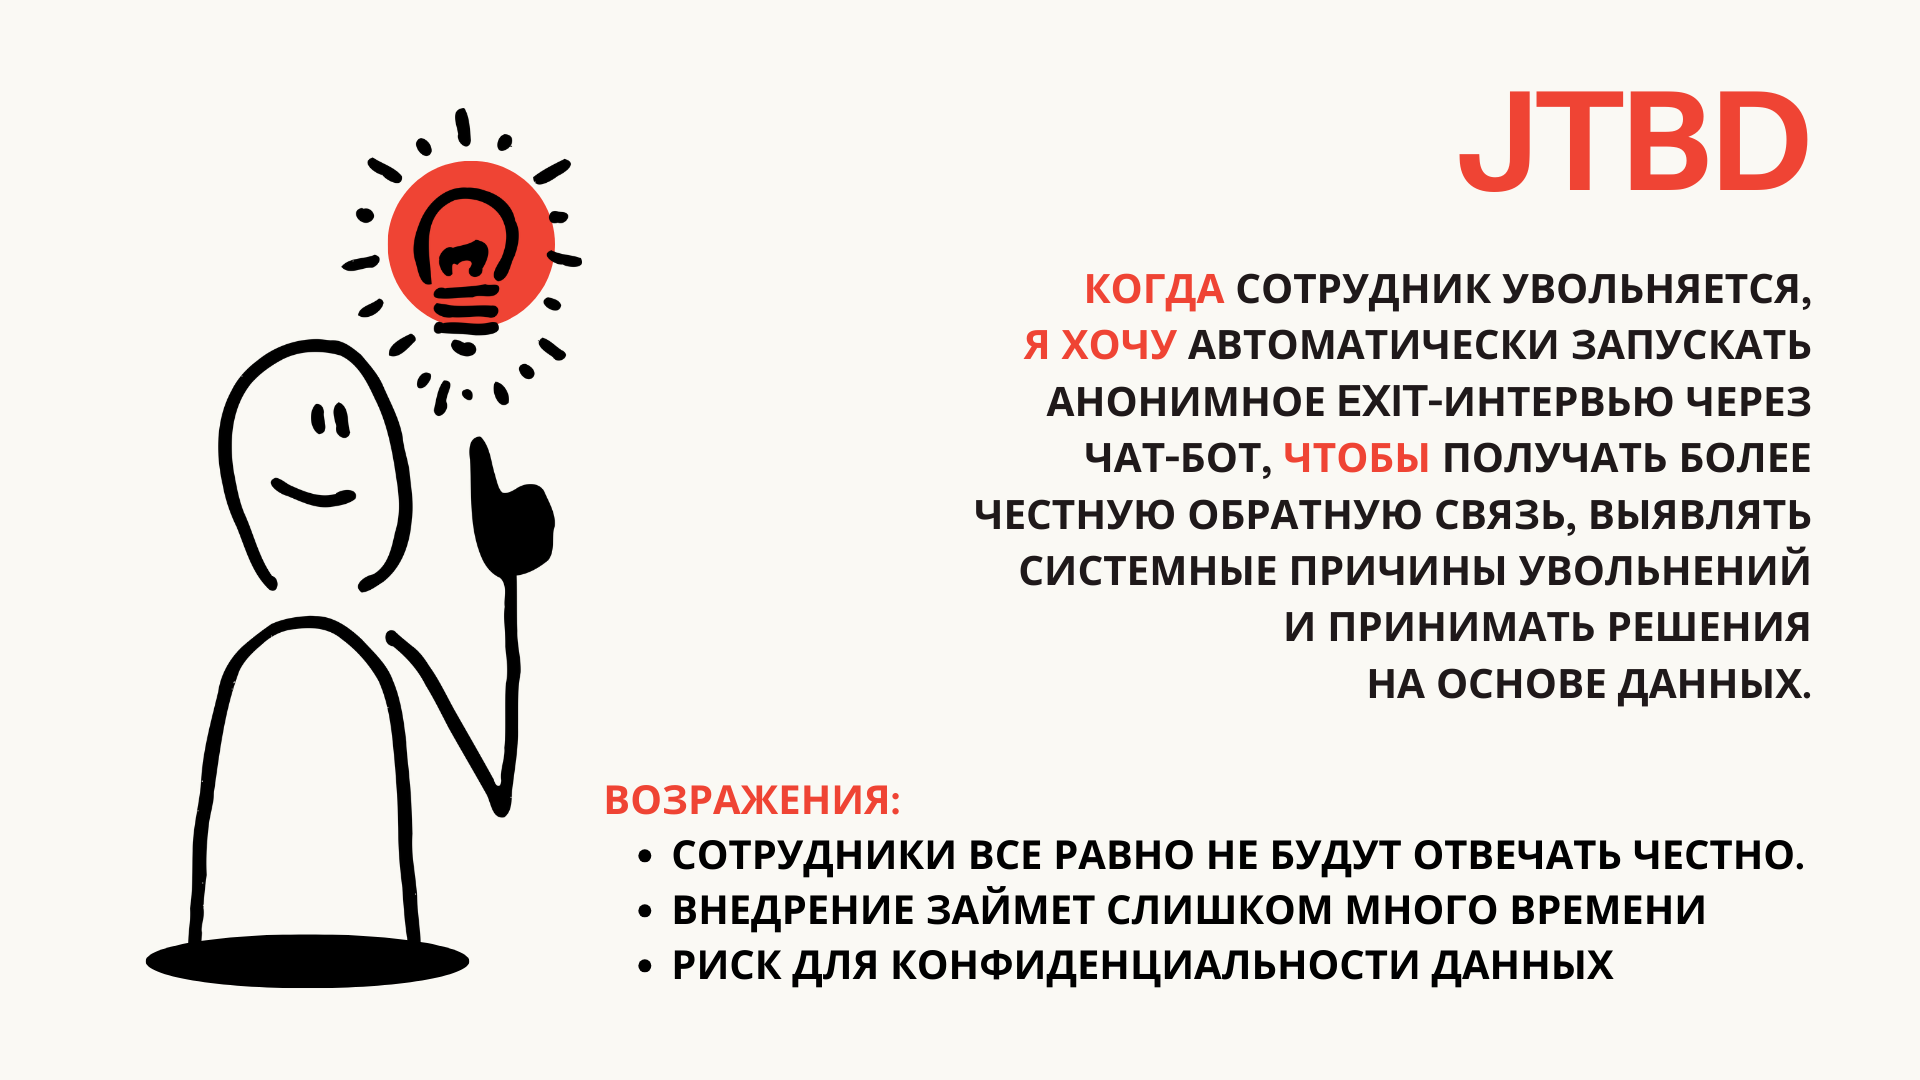 JTBD
КОГДА СОТРУДНИК УВОЛЬНЯЕТСЯ,
Я ХОЧУ АВТОМАТИЧЕСКИ ЗАПУСКАТЬ
АНОНИМНОЕ EXIT-ИНТЕРВЬЮ ЧЕРЕЗ
ЧАТ-БОТ, ЧТОБЫ ПОЛУЧАТЬ БОЛЕЕ
ЧЕСТНУЮ ОБРАТНУЮ СВЯЗЬ, ВЫЯВЛЯТЬ
СИСТЕМНЫЕ ПРИЧИНЫ УВОЛЬНЕНИЙ
И ПРИНИМАТЬ РЕШЕНИЯ
НА ОСНОВЕ ДАННЫХ.
ВОЗРАЖЕНИЯ:
• СОТРУДНИКИ ВСЕ РАВНО НЕ БУДУТ ОТВЕЧАТЬ ЧЕСТНО.
• ВНЕДРЕНИЕ ЗАЙМЕТ СЛИШКОМ МНОГО ВРЕМЕНИ
• РИСК ДЛЯ КОНФИДЕНЦИАЛЬНОСТИ ДАННЫХ